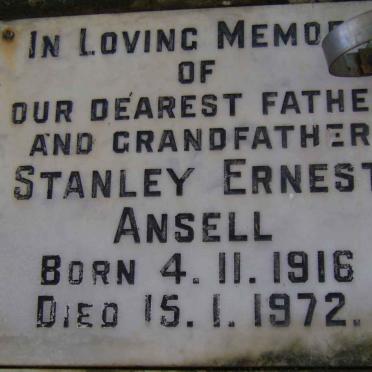 IN LOVING MEMO
OF
OUR DEAREST FATHE
AND GRANDFATHER
STANLEY ERNEST
ANSELL
BORN 4.11.1916
DIED 15.1.1972.